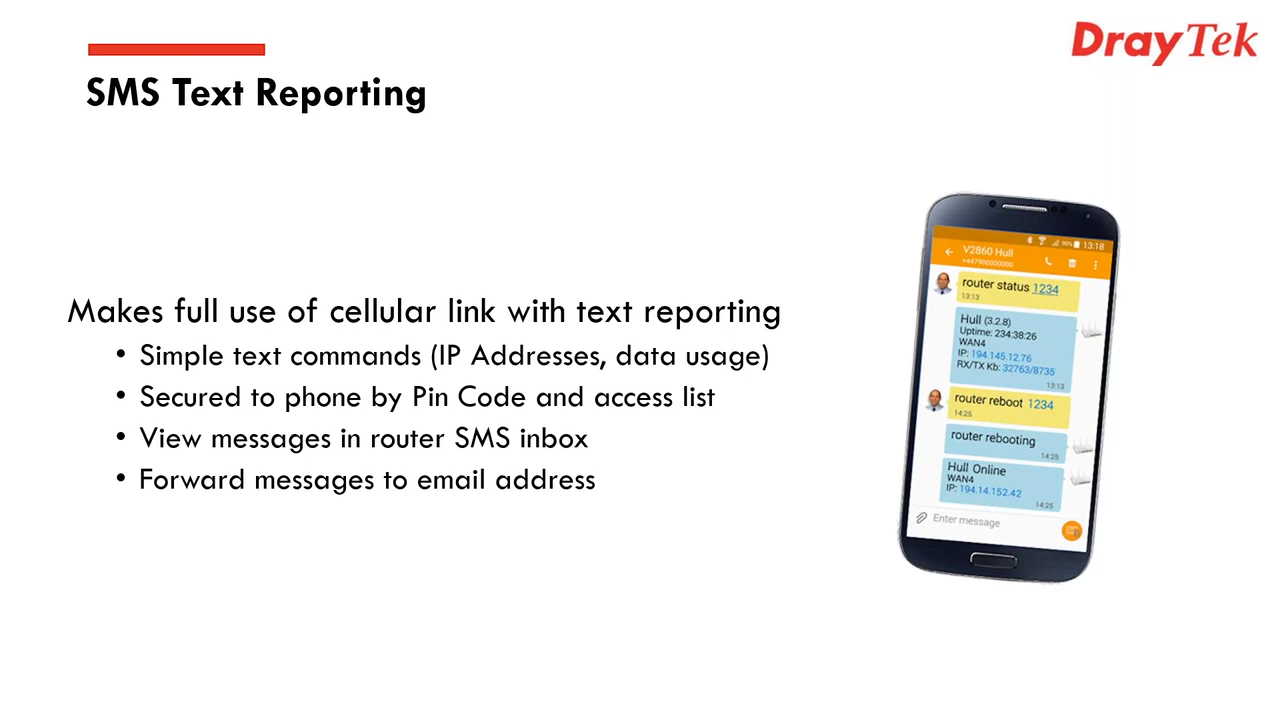 DrayTek
SMS Text Reporting
Makes full use of cellular link with text reporting
• Simple text commands (IP Addresses, data usage)
• Secured to phone by Pin Code and access list
• View messages in router SMS inbox
• Forward messages to email address
90% 13:18
V2860 Hull
+447900000000
router status 1234
13:13
Hull (3.2.8)
Uptime: 234:38:26
WAN4
IP: 194.145.12.76
RX/TX Kb: 32763/8735
13:13
router reboot 1234
14:25
router rebooting
14:25
Hull Online
WAN4
IP: 194.14.152.42
14:25
Enter message